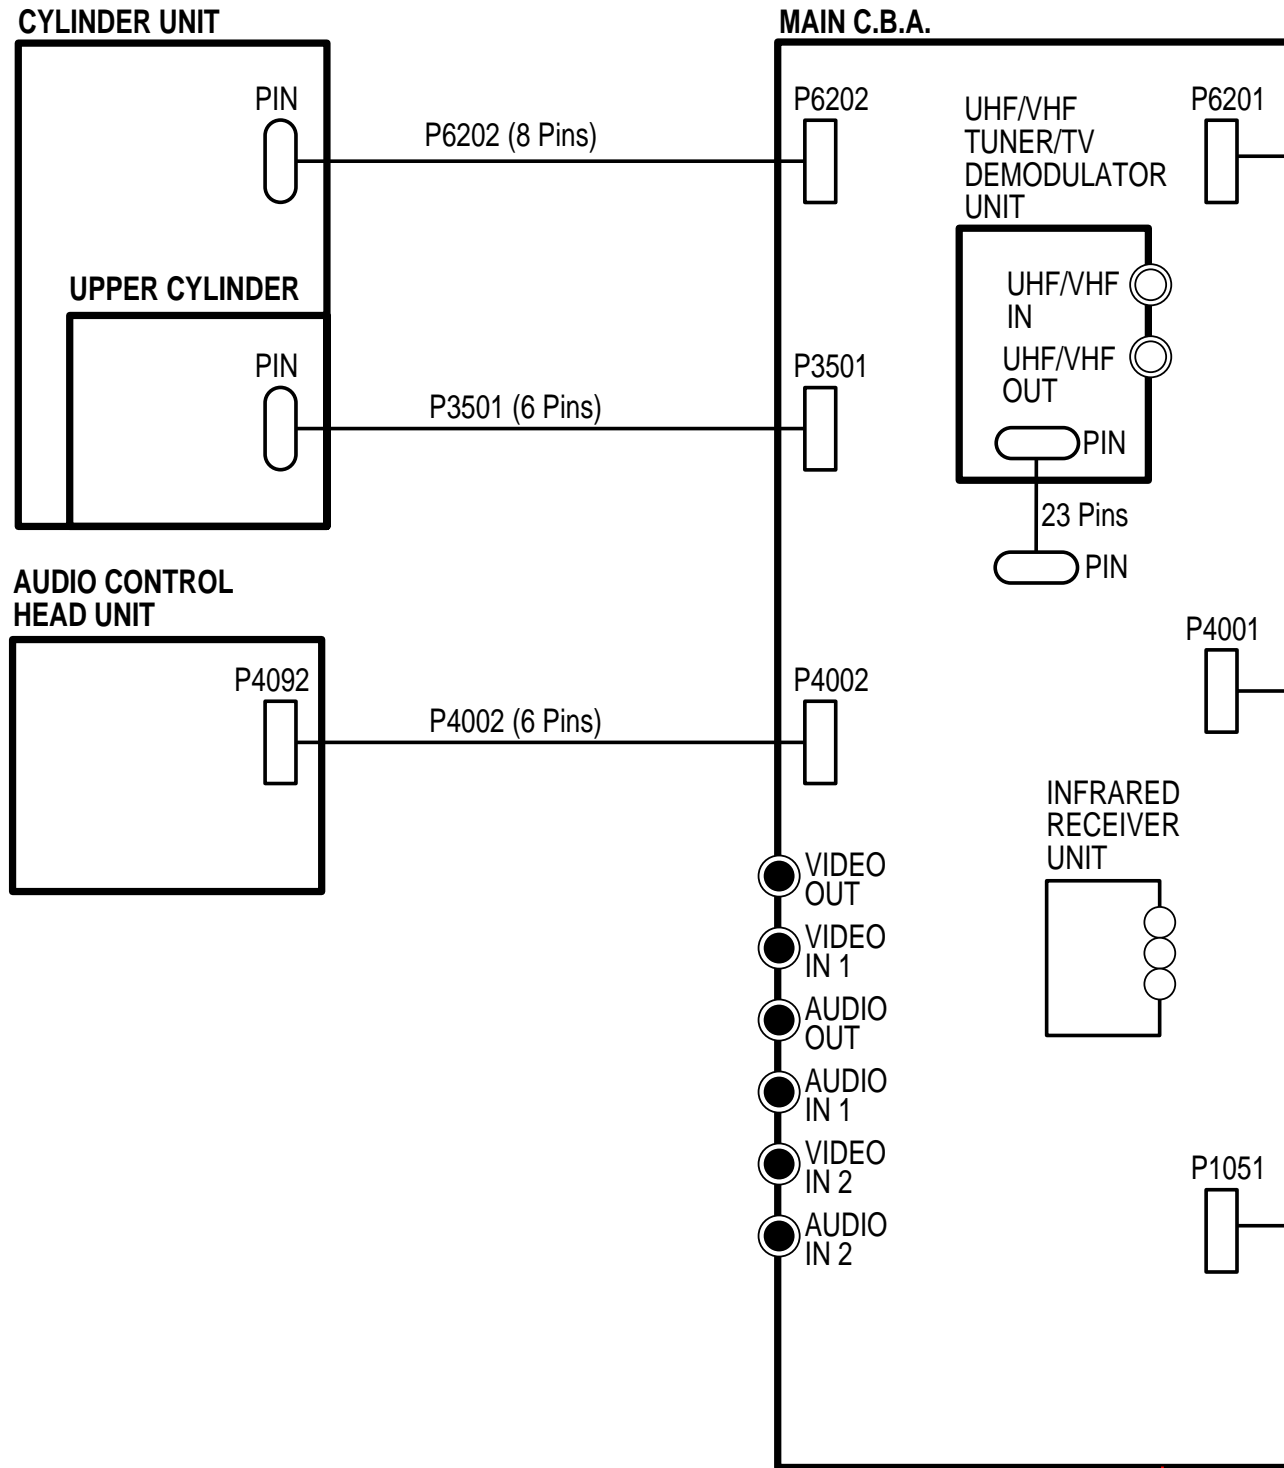 CYLINDER UNIT
MAIN C.B.A.
PIN
P6202 (8 Pins)
P6202
UHF/VHF
TUNER/TV
DEMODULATOR
UNIT
P6201
UPPER CYLINDER
UHF/VHF
IN
UHF/VHF
OUT
PIN
23 Pins
PIN
PIN
P3501 (6 Pins)
P3501
AUDIO CONTROL
HEAD UNIT
P4092
P4002 (6 Pins)
P4002
P4001
INFRARED
RECEIVER
UNIT
VIDEO
OUT
VIDEO
IN 1
AUDIO
OUT
AUDIO
IN 1
VIDEO
IN 2
AUDIO
IN 2
P1051